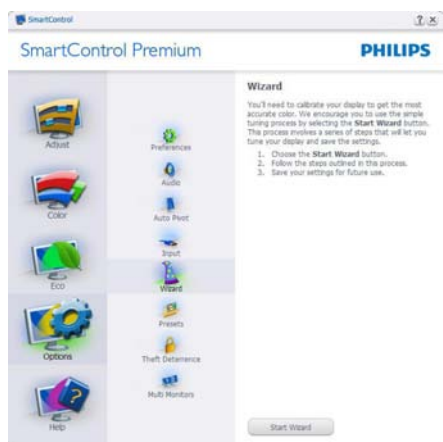 SmartControl
SmartControl Premium
PHILIPS
Adjust
Color
Eco
Options
Help
Preferences
Audio
Auto Pivot
Input
Wizard
Presets
Theft Deterrence
Multi Monitors
Wizard
You'll need to calibrate your display to get the most
accurate color. We encourage you to use the simple
tuning process by selecting the Start Wizard button.
This process involves a series of steps that will let you
tune your display and save the settings.
1. Choose the Start Wizard button.
2. Follow the steps outlined in this process.
3. Save your settings for future use.
Start Wizard